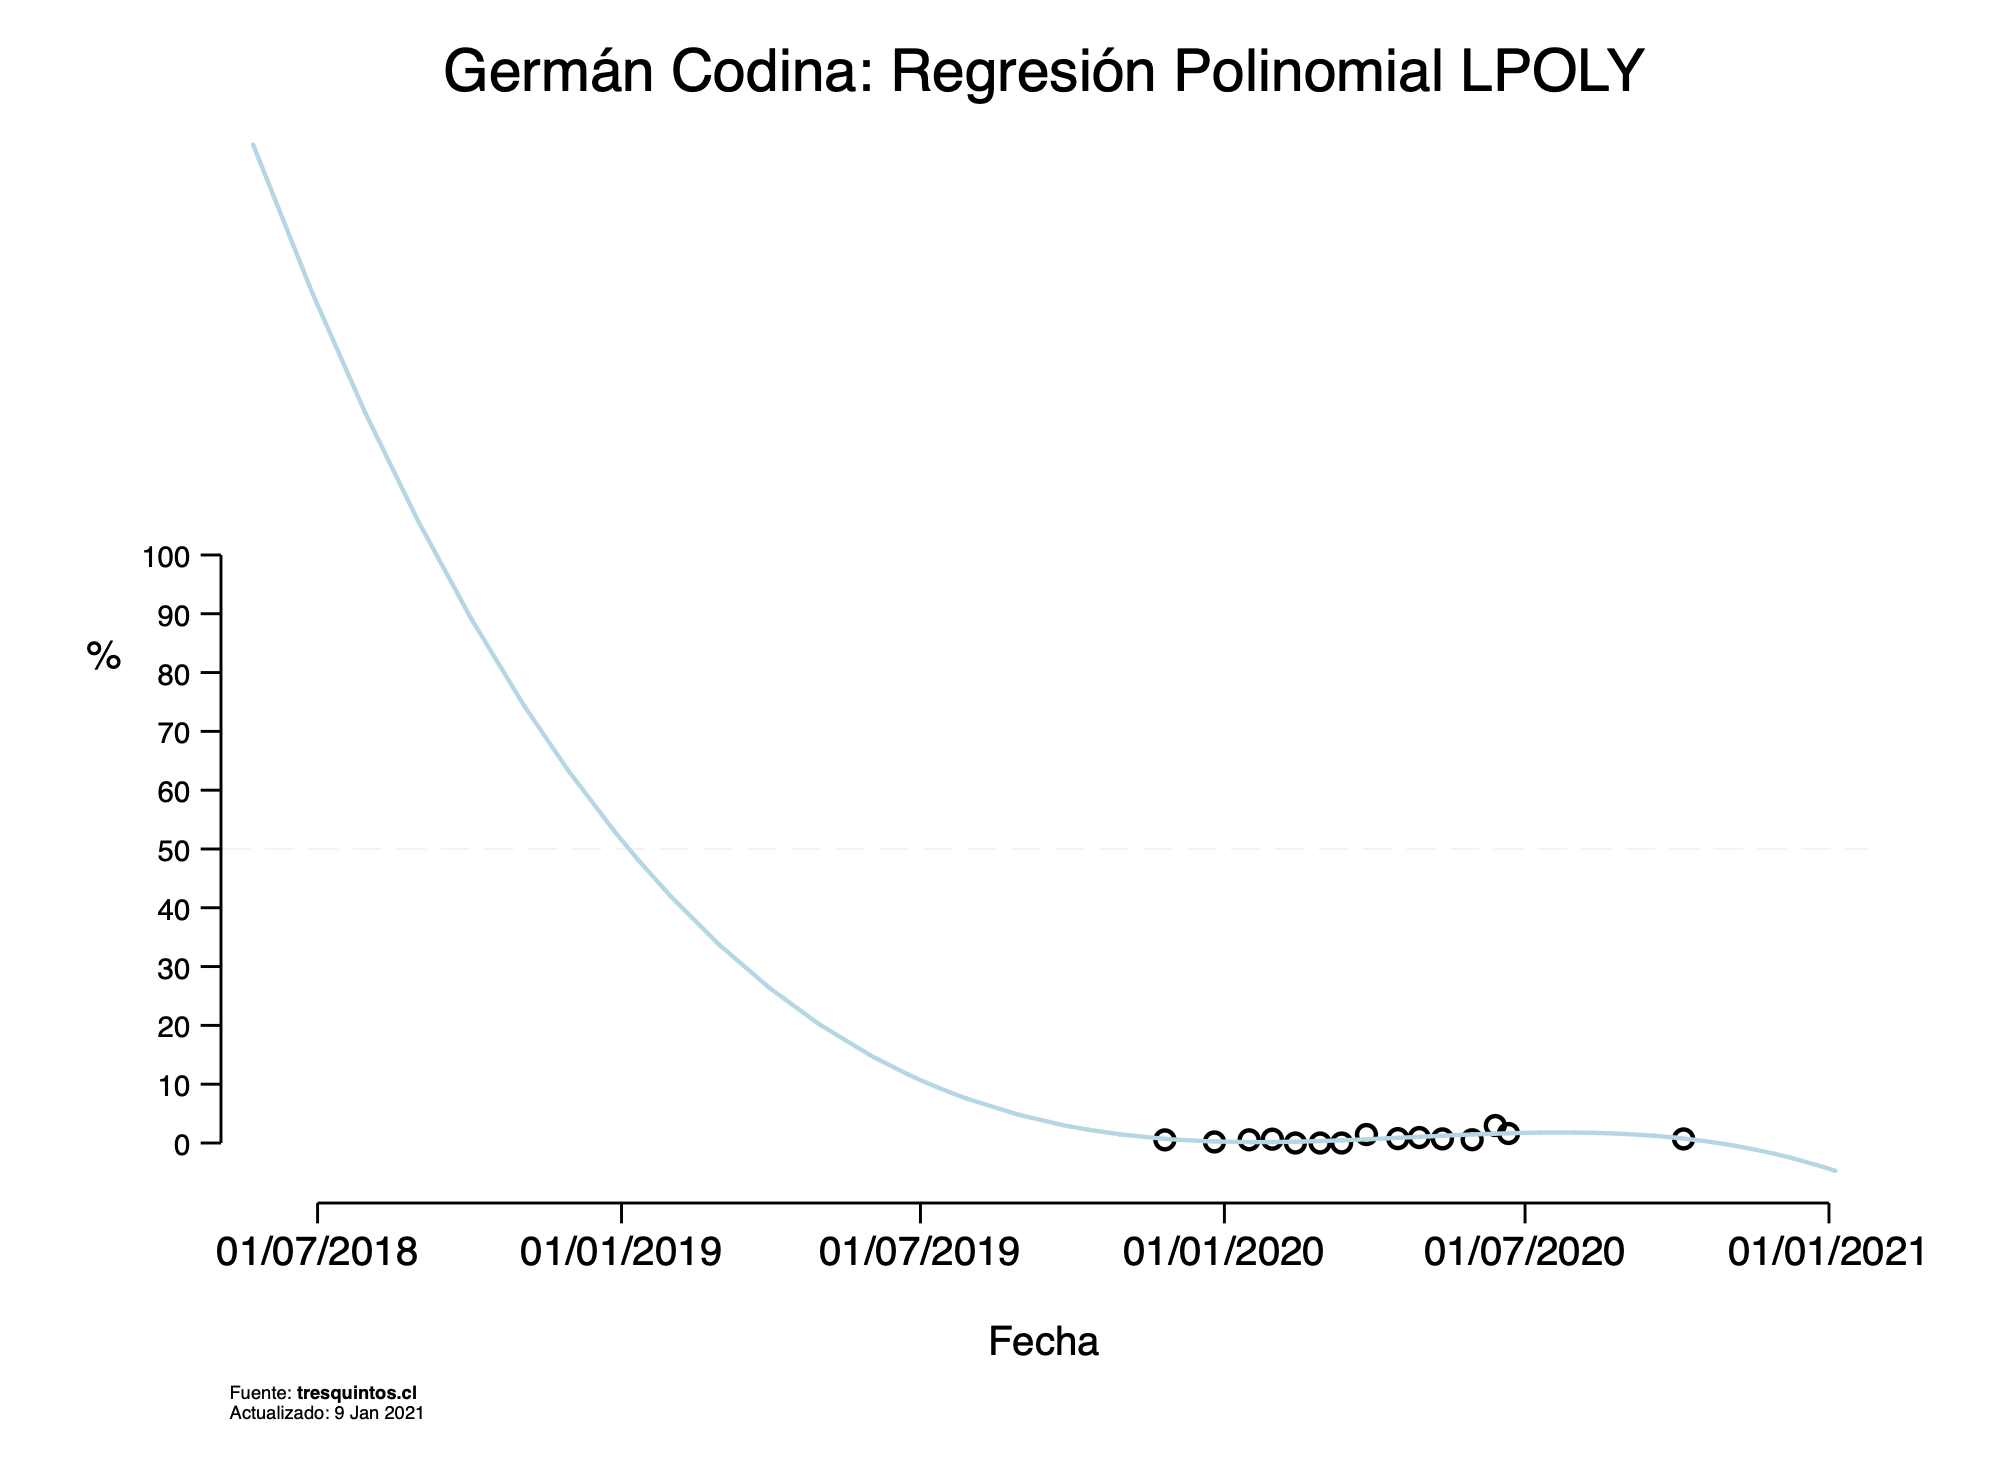 Germán Codina: Regresión Polinomial LPOLY
100
90
%
80
70
60
50
40
30
20
10
0
01/07/2018 01/01/2019 01/07/2019 01/01/2020 01/07/2020 01/01/2021
Fecha
Fuente: tresquintos.cl
Actualizado: 9 Jan 2021